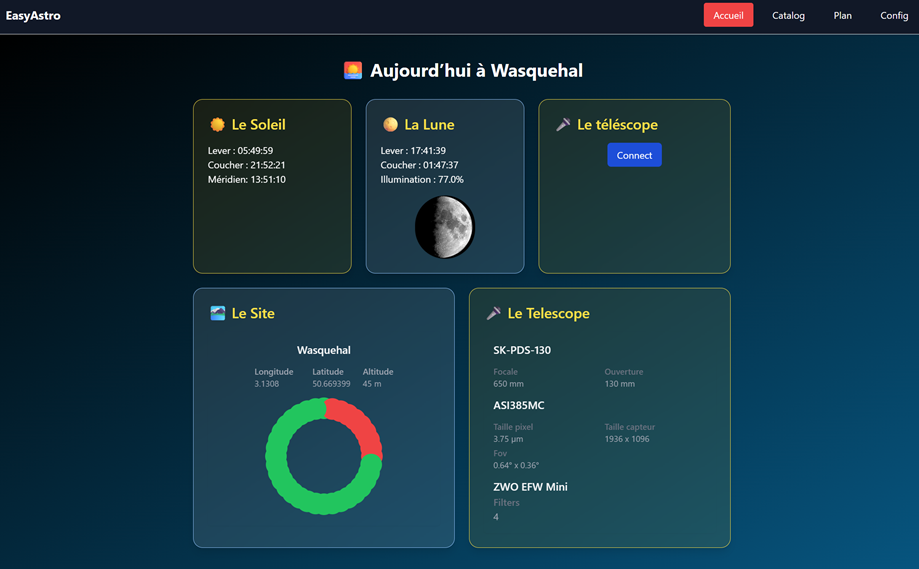 EasyAstro
Accueil
Catalog
Plan
Config
Aujourd’hui à Wasquehal
Le Soleil
Lever : 05:49:59
Coucher : 21:52:21
Méridien: 13:51:10
La Lune
Lever : 17:41:39
Coucher : 01:47:37
Illumination : 77.0%
Le téléscope
Connect
Le Site
Wasquehal
Longitude Latitude Altitude
3.1308 50.669399 45 m
Le Telescope
SK-PDS-130
Focale Ouverture
650 mm 130 mm
ASI385MC
Taille pixel Taille capteur
3.75 µm 1936 x 1096
Fov
0.64° x 0.36°
ZWO EFW Mini
Filters
4